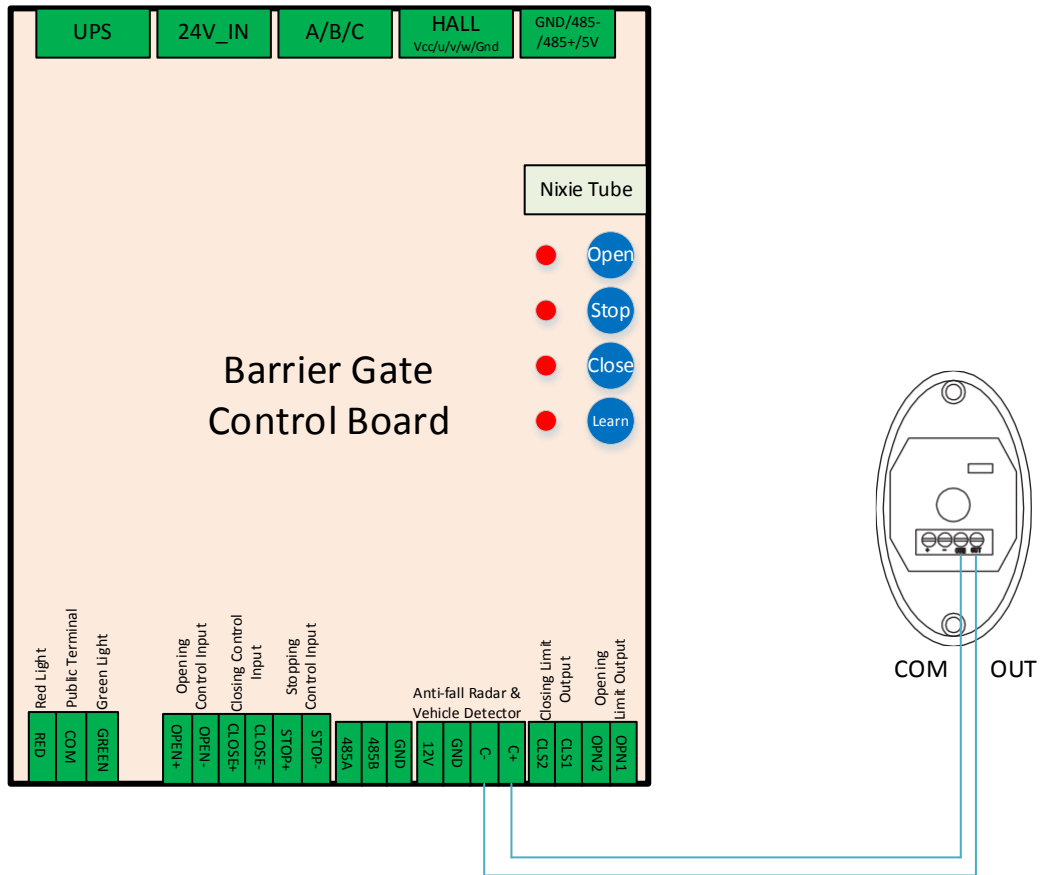 UPS
24V_IN
A/B/C
HALL
Vcc/u/v/w/Gnd
GND/485-
/485+/5V
Nixie Tube
Open
Stop
Close
Learn
Barrier Gate
Control Board
Red Light
Public Terminal
Green Light
Opening
Control Input
Closing Control
Input
Stopping
Control Input
Anti-fall Radar &
Vehicle Detector
Closing Limit
Output
Opening
Limit Output
RED
COM
GREEN
OPEN+
OPEN-
CLOSE+
CLOSE-
STOP+
STOP-
485A
485B
GND
12V
GND
C-
C+
CLS2
CLS1
OPN2
OPN1
+
-
COM
OUT
COM
OUT